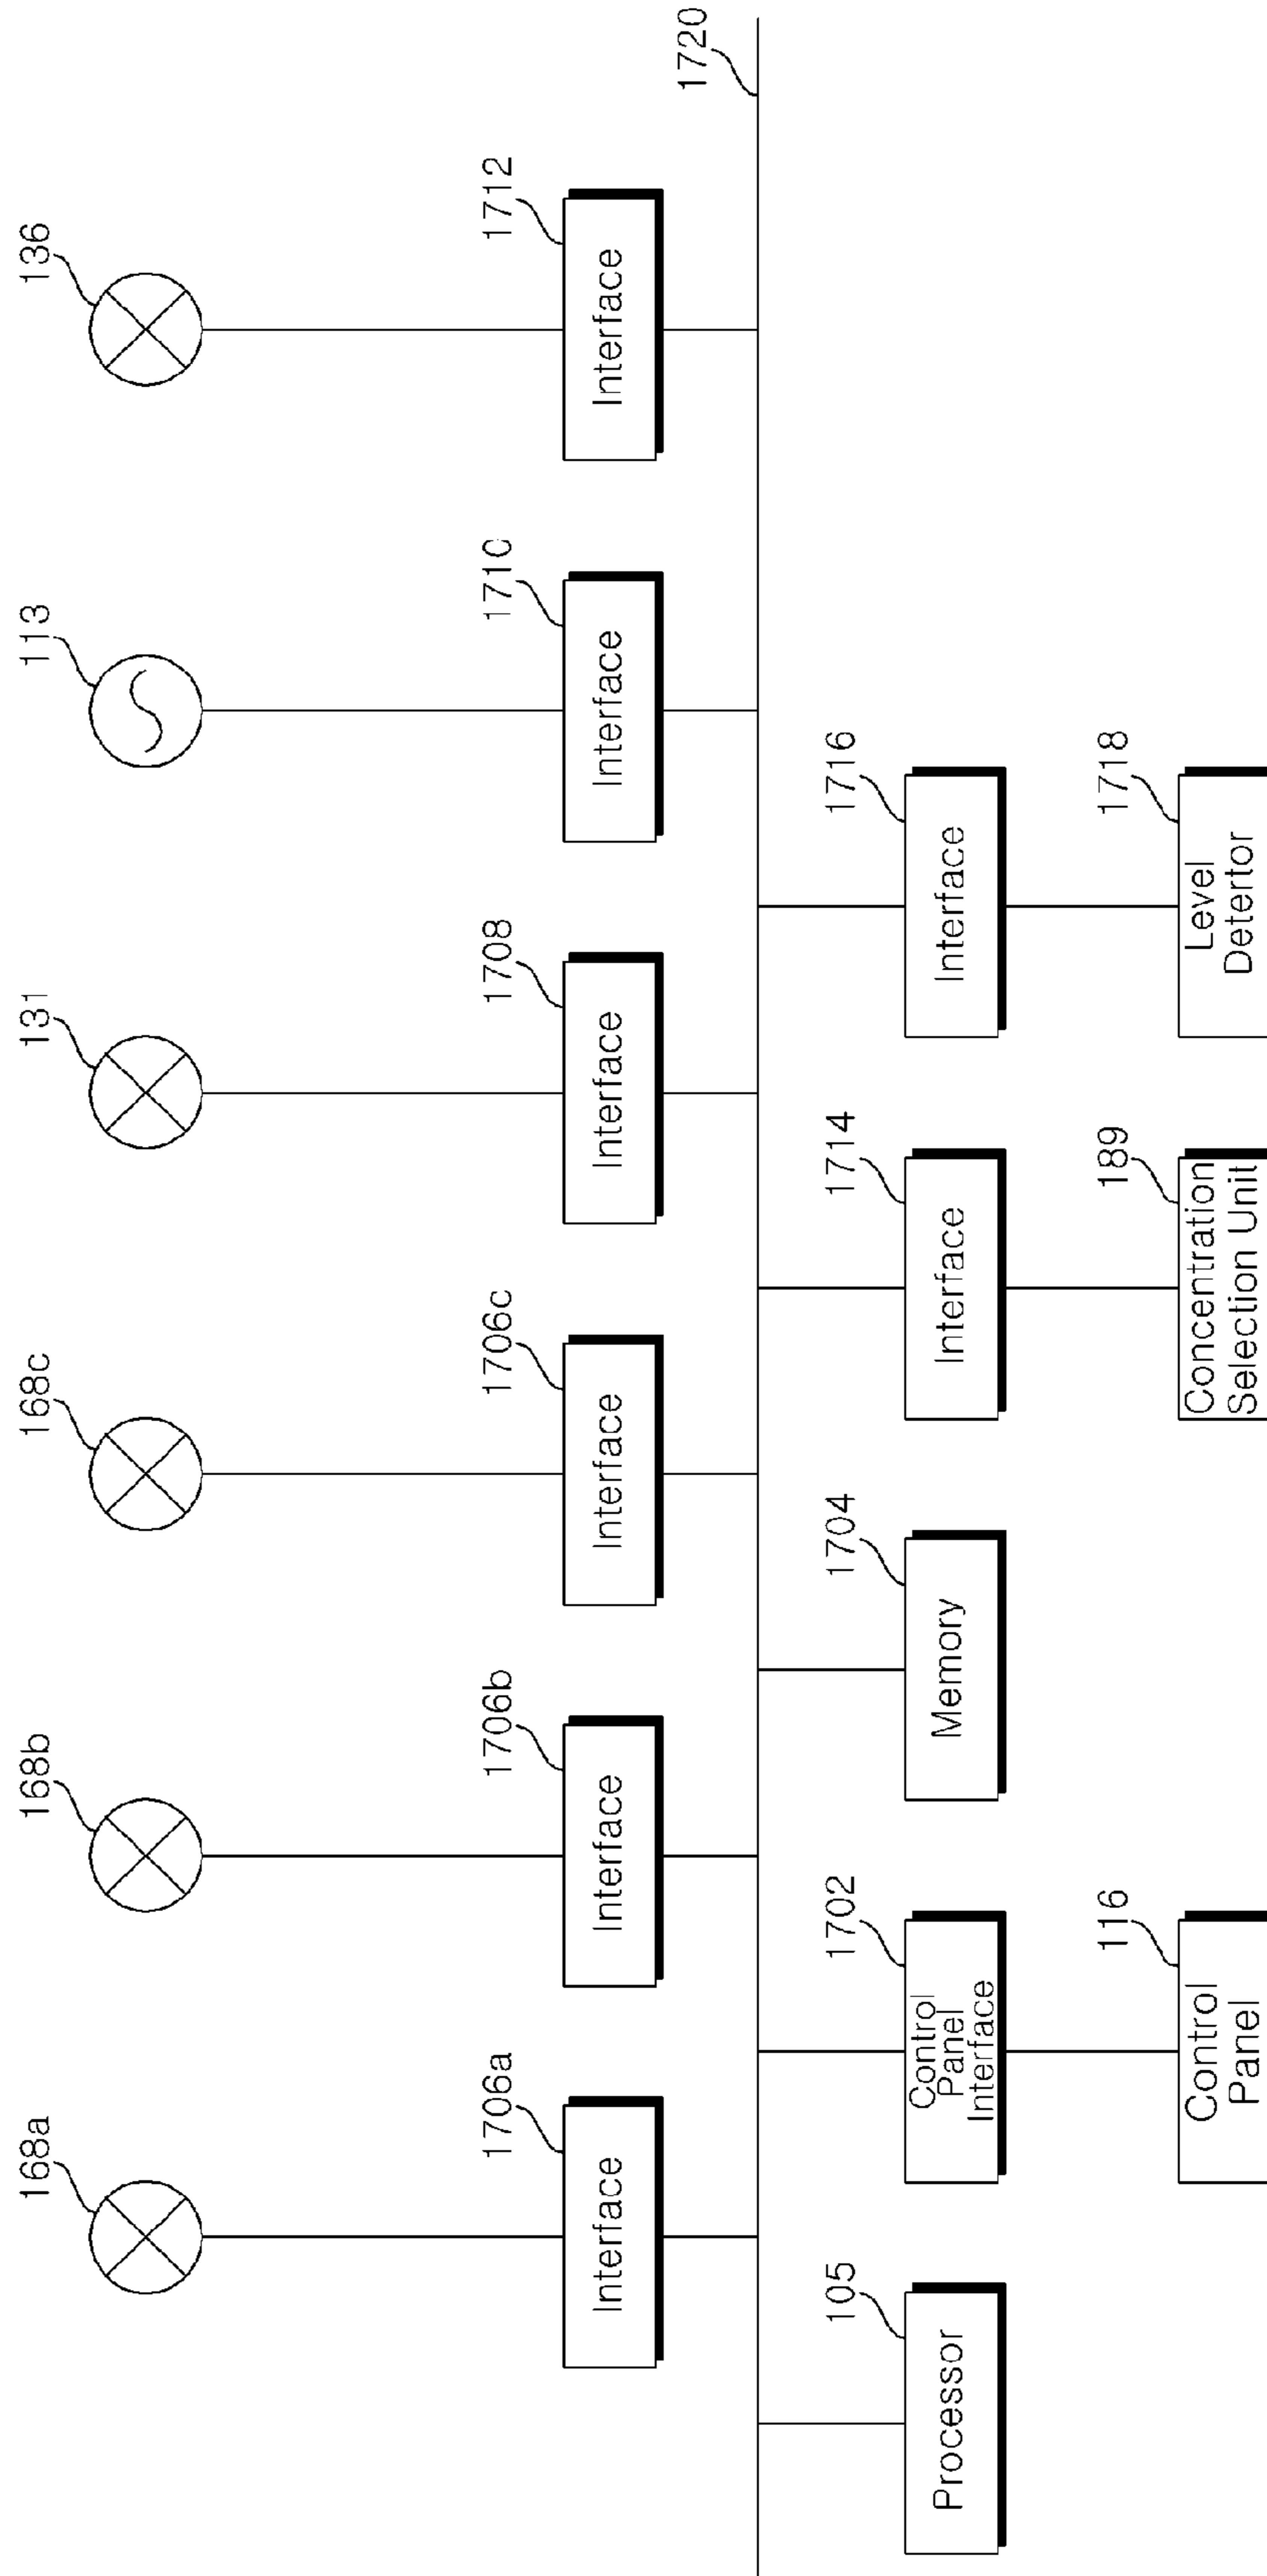 168a
168b
168c
131
113
136
1706a
Interface
1706b
Interface
1706c
Interface
1708
Interface
1710
Interface
1712
Interface
1720
105
Processor
1702
Control
Panel
Interface
1704
Memory
1714
Interface
1716
Interface
116
Control
Panel
189
Concentration
Selection Unit
1718
Level
Detertor